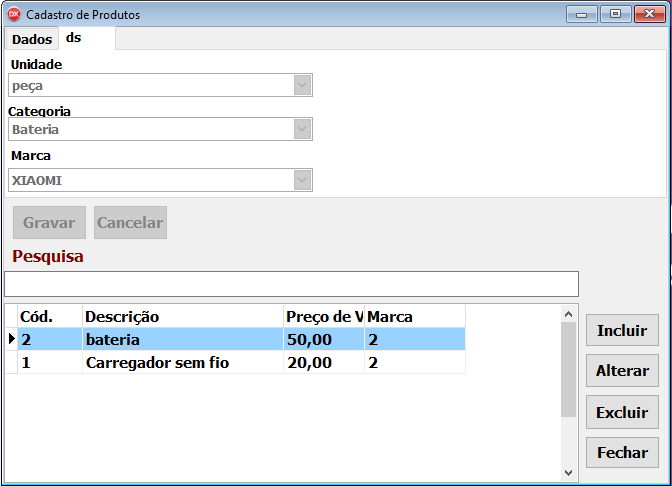 DX Cadastro de Produtos
Dados ds
Unidade
peça
Categoria
Bateria
Marca
XIAOMI
Gravar Cancelar
Pesquisa
Cód. Descrição Preço de V Marca
2 bateria 50,00 2
1 Carregador sem fio 20,00 2
Incluir
Alterar
Excluir
Fechar